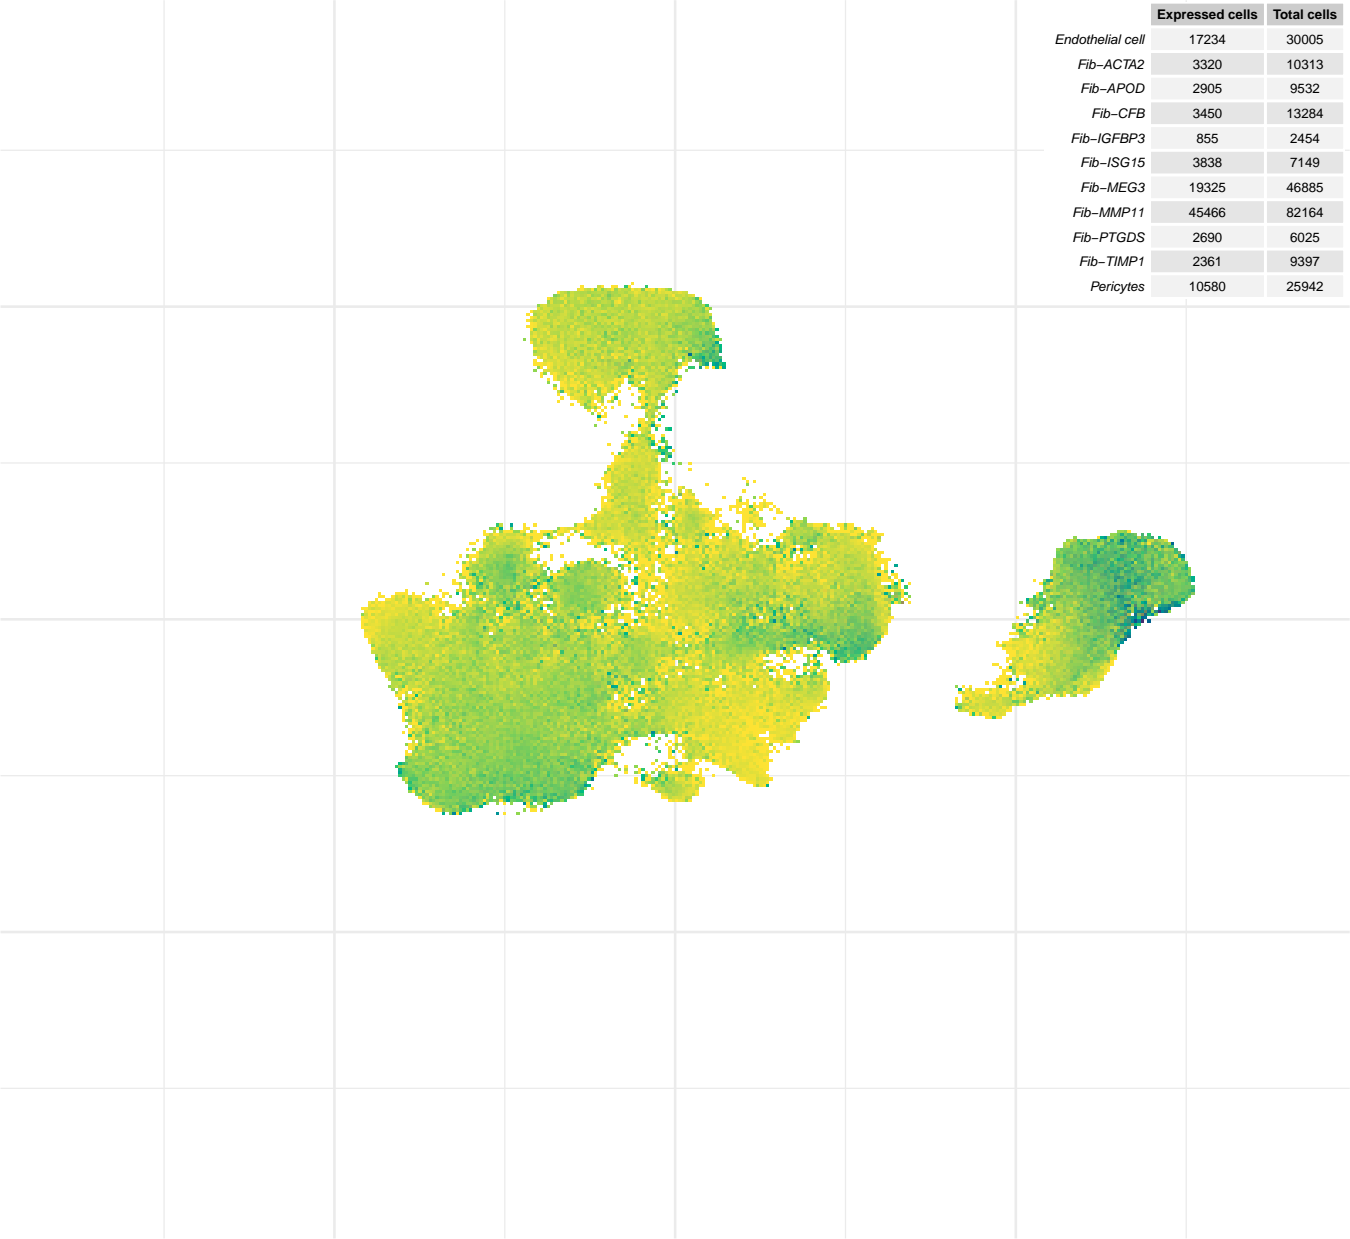 Expressed cells Total cells
Endothelial cell 17234 30005
Fib−ACTA2 3320 10313
Fib−APOD 2905 9532
Fib−CFB 3450 13284
Fib−IGFBP3 855 2454
Fib−ISG15 3838 7149
Fib−MEG3 19325 46885
Fib−MMP11 45466 82164
Fib−PTGDS 2690 6025
Fib−TIMP1 2361 9397
Pericytes 10580 25942